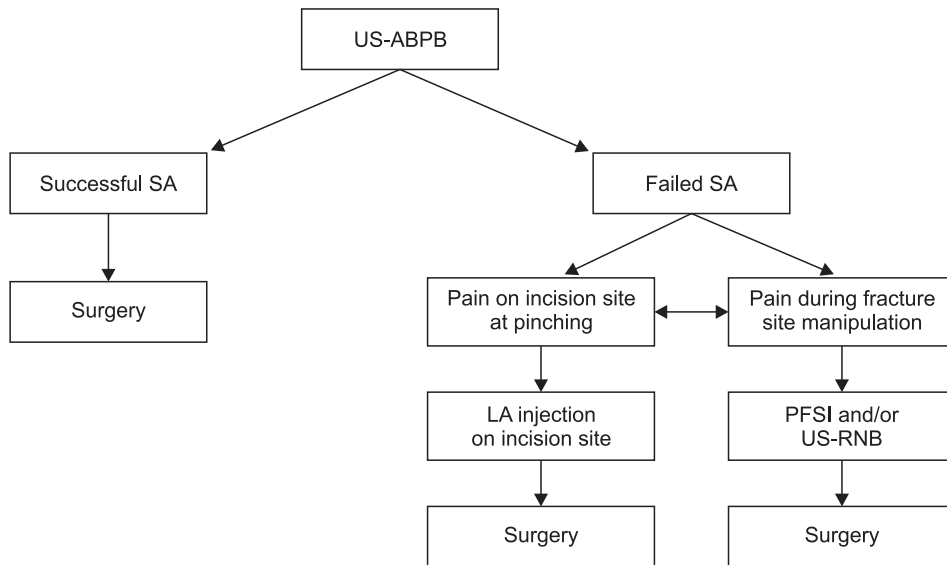 US-ABPB
Successful SA
Failed SA
Surgery
Pain on incision site
at pinching
Pain during fracture
site manipulation
LA injection
on incision site
PFSI and/or
US-RNB
Surgery
Surgery